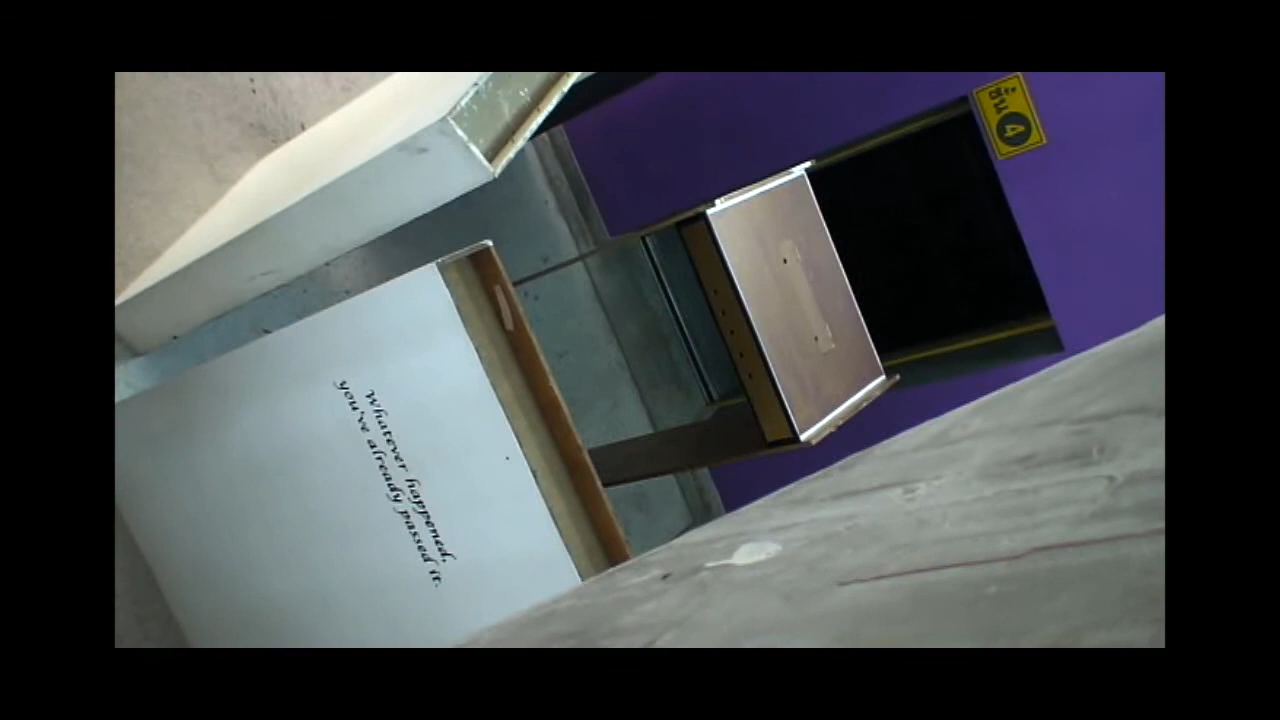 Whatever happened,
you've already passed it.
ชั้น 4